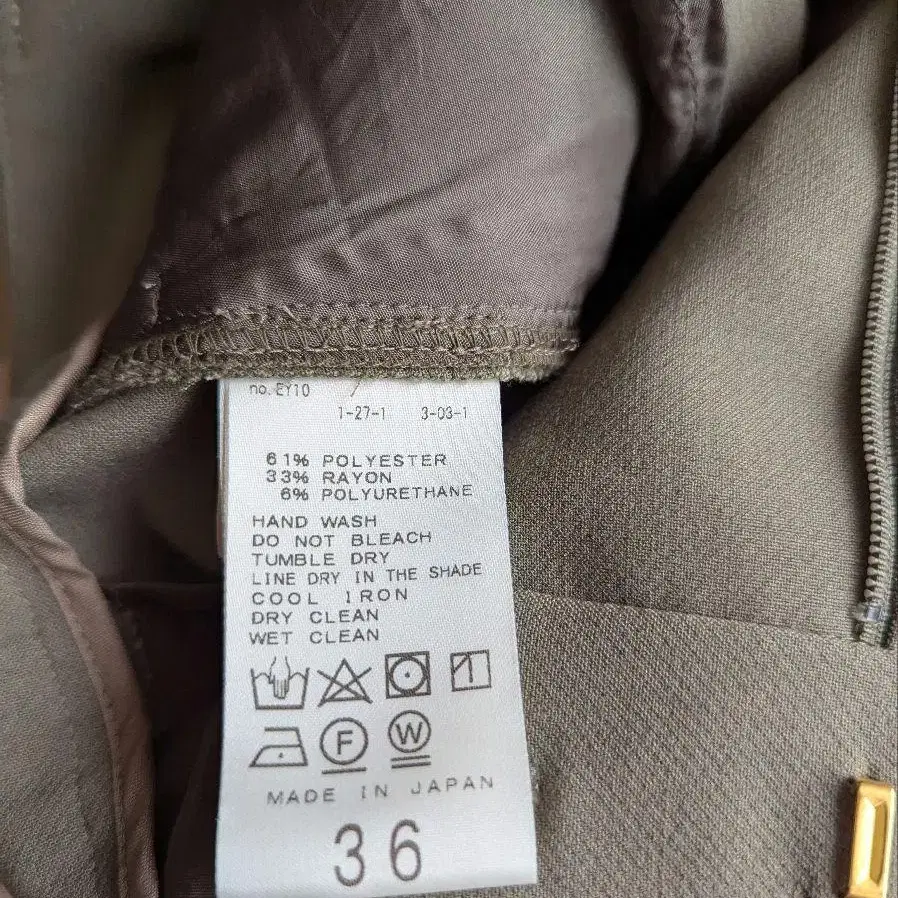 no. EY10
1-27-1 3-03-1
61% POLYESTER
33% RAYON
6% POLYURETHANE
HAND WASH
DO NOT BLEACH
TUMBLE DRY
LINE DRY IN THE SHADE
COOL IRON
DRY CLEAN
WET CLEAN
F W
MADE IN JAPAN
36